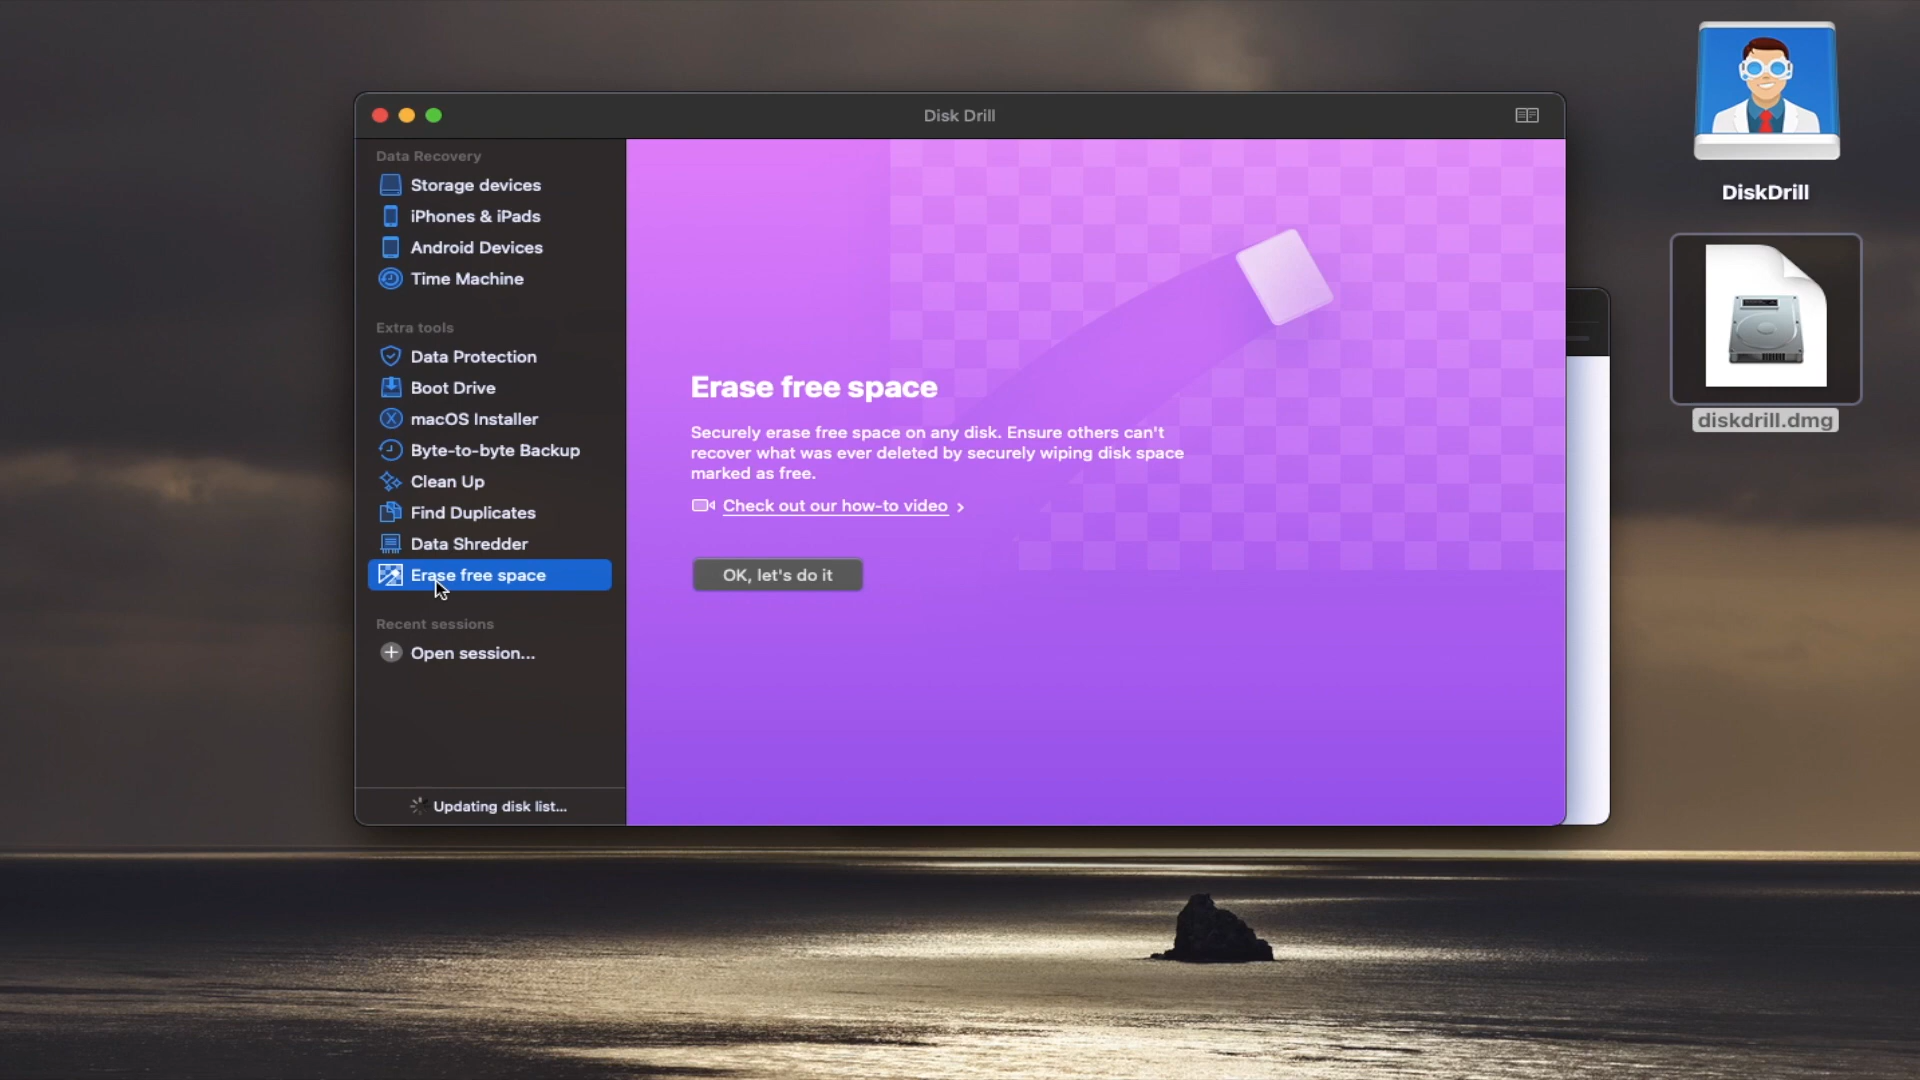 Disk Drill
Data Recovery
Storage devices
iPhones & iPads
Android Devices
Time Machine
Extra tools
Data Protection
Boot Drive
macOS Installer
Byte-to-byte Backup
Clean Up
Find Duplicates
Data Shredder
Erase free space
Recent sessions
Open session...
Updating disk list...
Erase free space
Securely erase free space on any disk. Ensure others can't
recover what was ever deleted by securely wiping disk space
marked as free.
Check out our how-to video >
OK, let's do it
DiskDrill
diskdrill.dmg